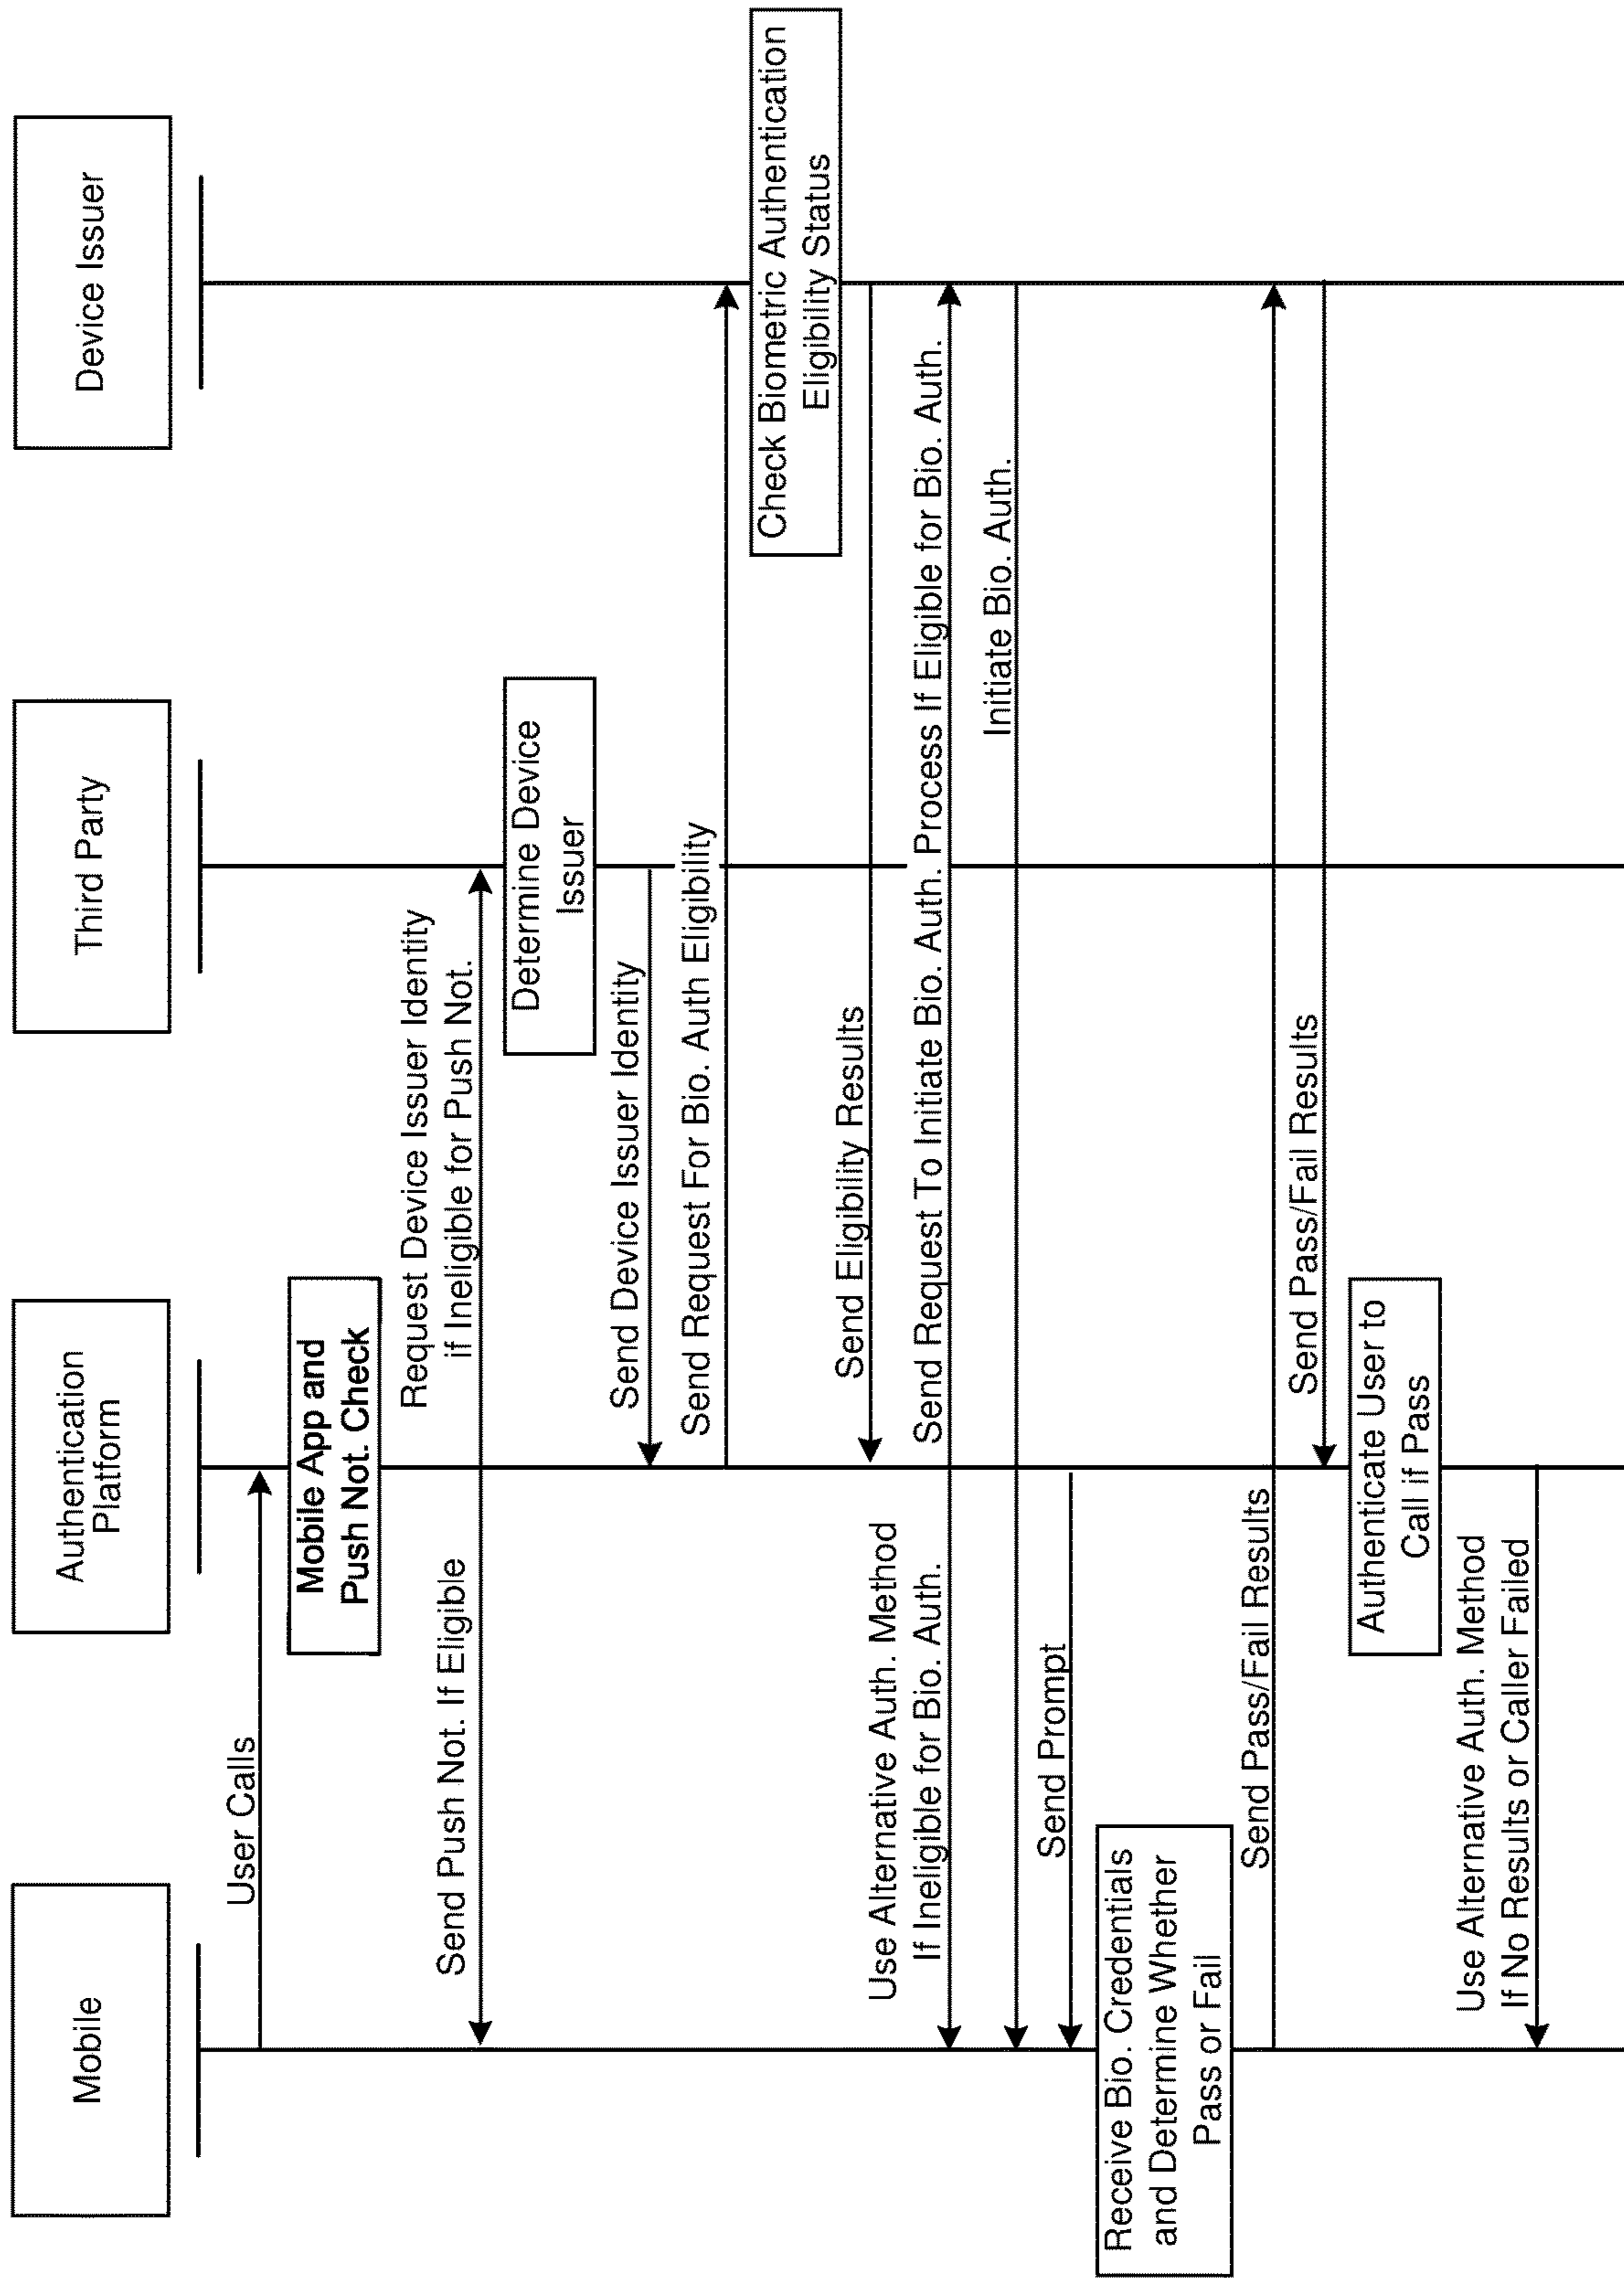 Mobile
Authentication
Platform
Third Party
Device Issuer
User Calls
Mobile App and
Push Not. Check
Send Push Not. If Eligible
Request Device Issuer Identity
if Ineligible for Push Not.
Determine Device
Issuer
Send Device Issuer Identity
Send Request For Bio. Auth Eligibility
Check Biometric Authentication
Eligibility Status
Send Eligibility Results
Use Alternative Auth. Method
If Ineligible for Bio. Auth.
Send Request To Initiate Bio. Auth. Process If Eligible for Bio. Auth.
Initiate Bio. Auth.
Send Prompt
Receive Bio. Credentials
and Determine Whether
Pass or Fail
Send Pass/Fail Results
Send Pass/Fail Results
Authenticate User to
Call if Pass
Use Alternative Auth. Method
If No Results or Caller Failed